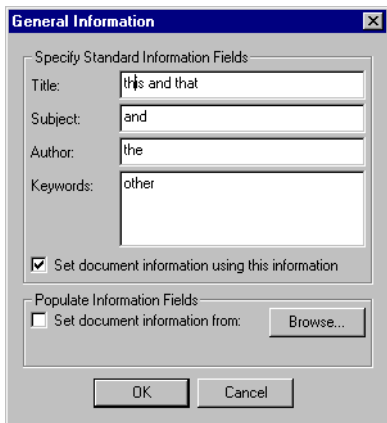 General Information
Specify Standard Information Fields
Title: this and that
Subject: and
Author: the
Keywords: other
Set document information using this information
Populate Information Fields
Set document information from: Browse...
OK Cancel